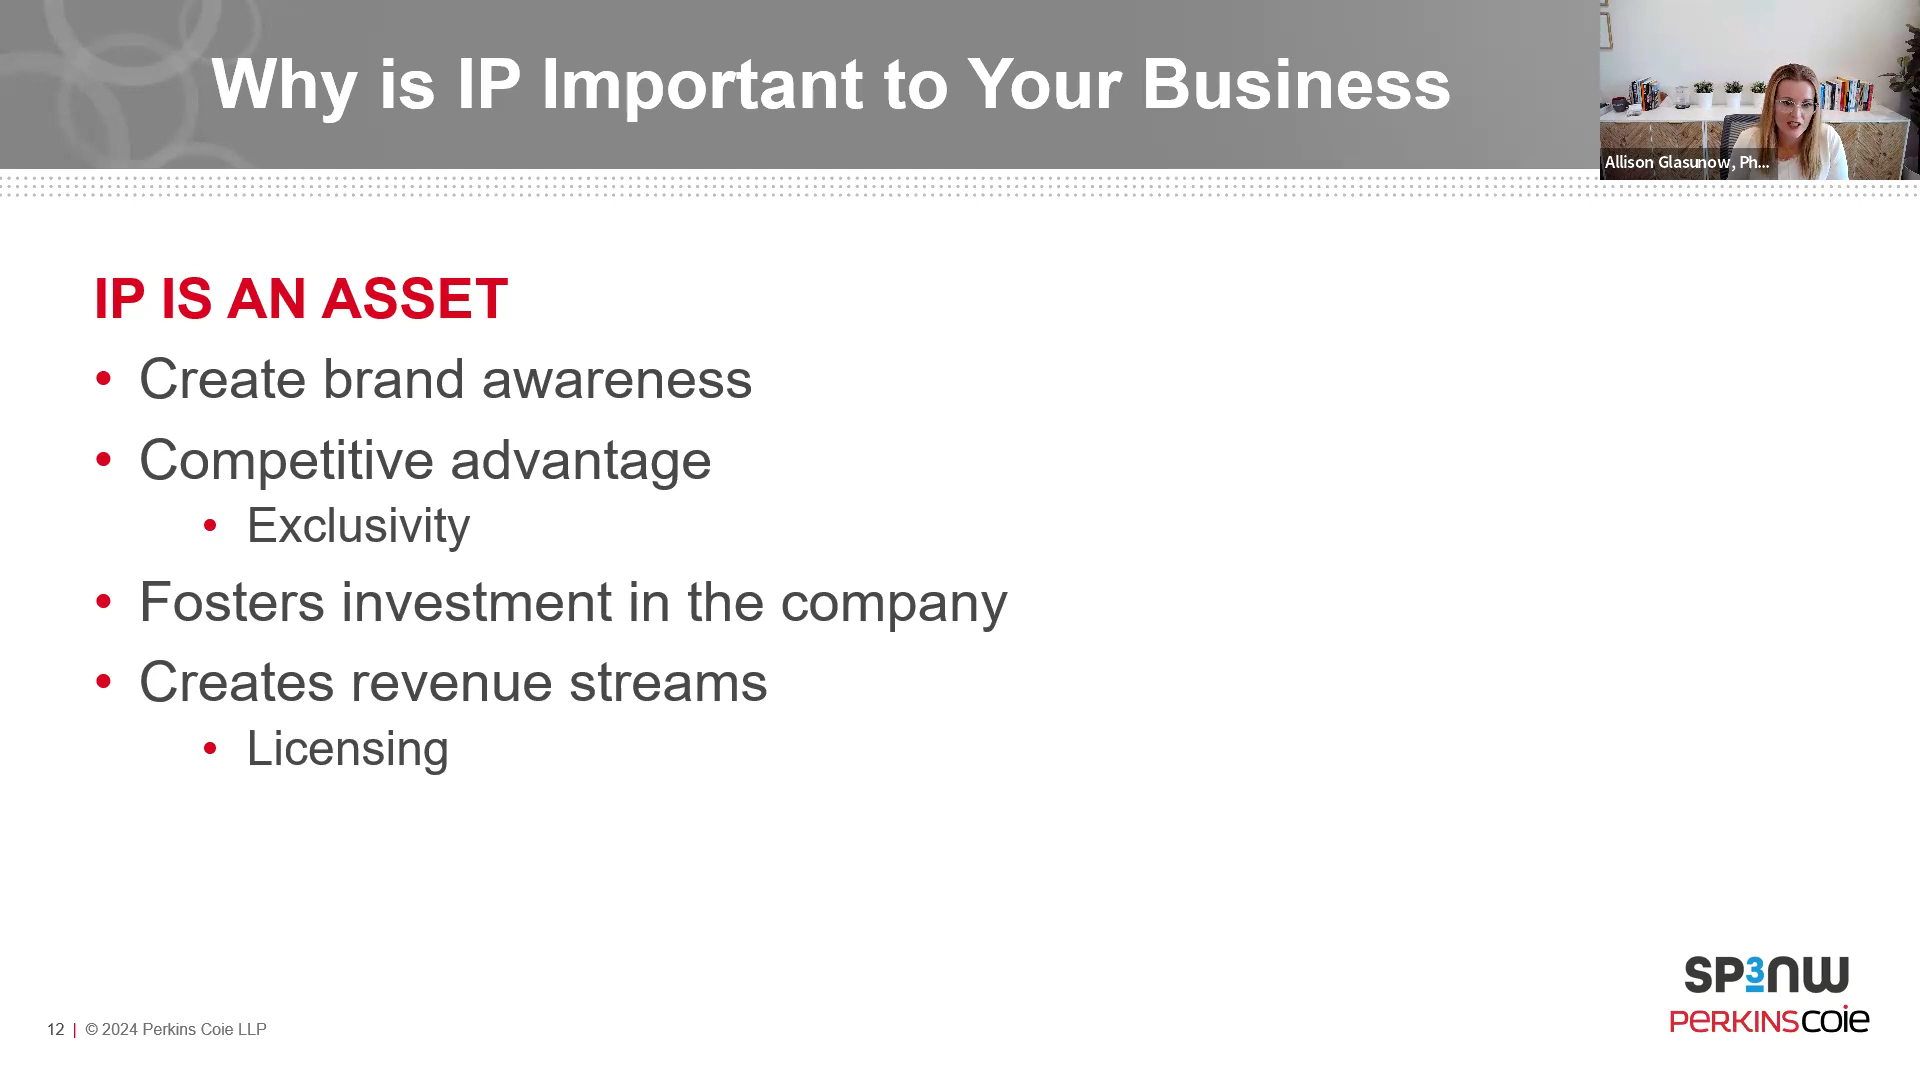 Why is IP Important to Your Business
Allison Glasunow, Ph...
IP IS AN ASSET
• Create brand awareness
• Competitive advantage
• Exclusivity
• Fosters investment in the company
• Creates revenue streams
• Licensing
SP3NW
PERKINSCOIE
12 | © 2024 Perkins Coie LLP